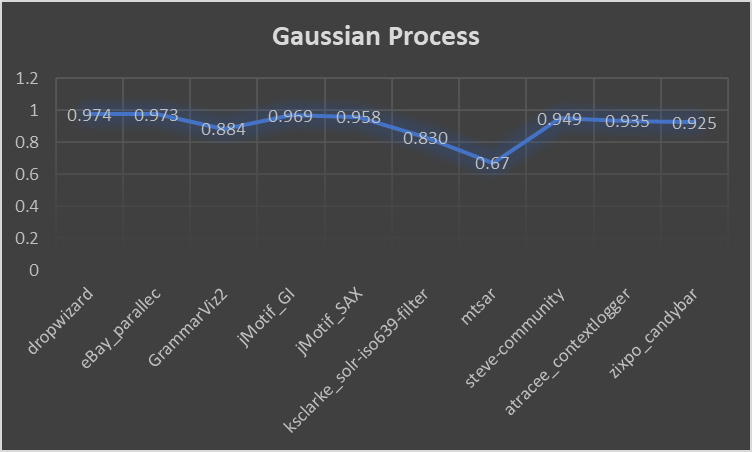 Gaussian Process
1.2
1
0.8
0.6
0.4
0.2
0
0.974
0.973
0.884
0.969
0.958
0.830
0.67
0.949
0.935
0.925
dropwizard
eBay_parallec
GrammarViz2
jMotif_GI
jMotif_SAX
ksclarke_solr-iso639-filter
mtsar
steve-community
atracee_contextlogger
zixpo_candybar